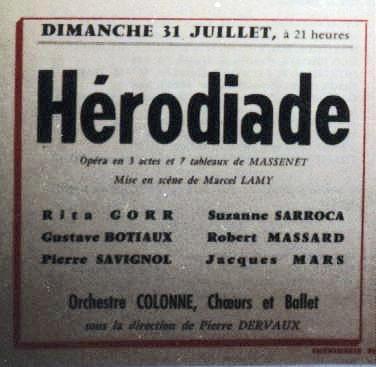 DIMANCHE 31 JUILLET, à 21 heures
Hérodiade
Opéra en 3 actes et 7 tableaux de MASSENET
Mise en scène de Marcel LAMY
Rita GORR Suzanne SARROCA
Gustave BOTIAUX Robert MASSARD
Pierre SAVIGNOL Jacques MARS
Orchestre COLONNE, Chœurs et Ballet
sous la direction de Pierre DERVAUX